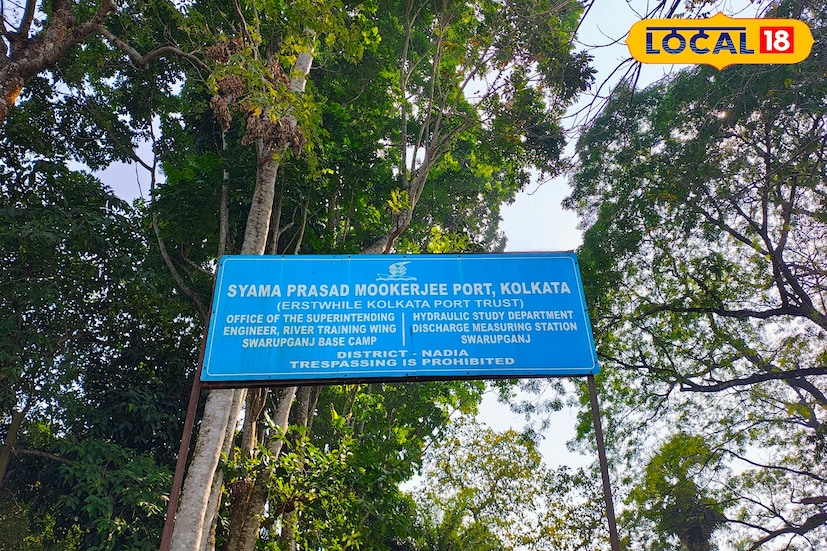 LOCAL 18
SYAMA PRASAD MOOKERJEE PORT, KOLKATA
(ERSTWHILE KOLKATA PORT TRUST)
OFFICE OF THE SUPERINTENDING
ENGINEER, RIVER TRAINING WING
SWARUPGANJ BASE CAMP
HYDRAULIC STUDY DEPARTMENT
DISCHARGE MEASURING STATION
SWARUPGANJ
DISTRICT - NADIA
TRESPASSING IS PROHIBITED